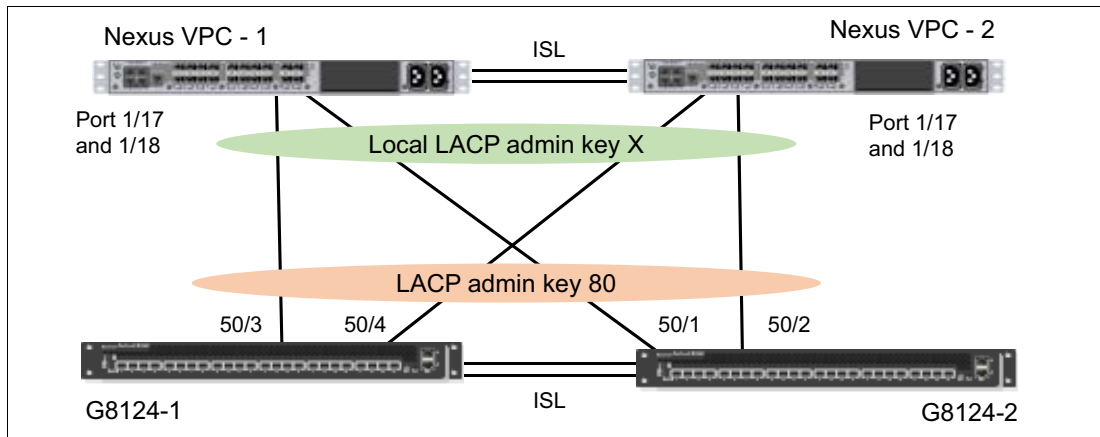 Nexus VPC - 1
Nexus VPC - 2
ISL
Port 1/17
and 1/18
Port 1/17
and 1/18
Local LACP admin key X
LACP admin key 80
50/3
50/4
50/1
50/2
ISL
G8124-1
G8124-2